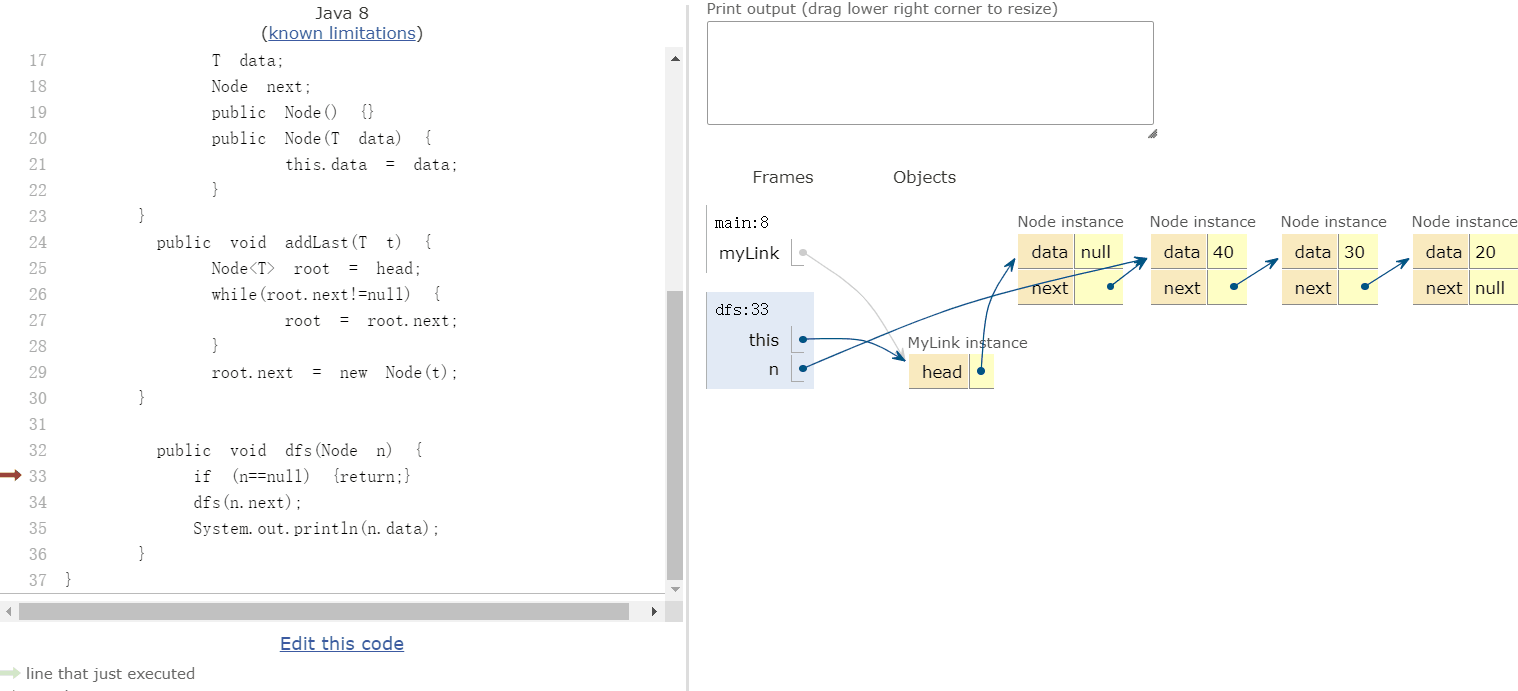 Java 8
(known limitations)
17 T data;
18 Node next;
19 public Node() {}
20 public Node(T data) {
21 this.data = data;
22 }
23 }
24 public void addLast(T t) {
25 Node<T> root = head;
26 while(root.next!=null) {
27 root = root.next;
28 }
29 root.next = new Node(t);
30 }
31
32 public void dfs(Node n) {
33 if (n==null) {return;}
34 dfs(n.next);
35 System.out.println(n.data);
36 }
37 }
Edit this code
line that just executed
Print output (drag lower right corner to resize)
Frames Objects
main:8
myLink
dfs:33
this
n
MyLink instance
head
Node instance Node instance Node instance Node instance
data null data 40 data 30 data 20
next next next next null